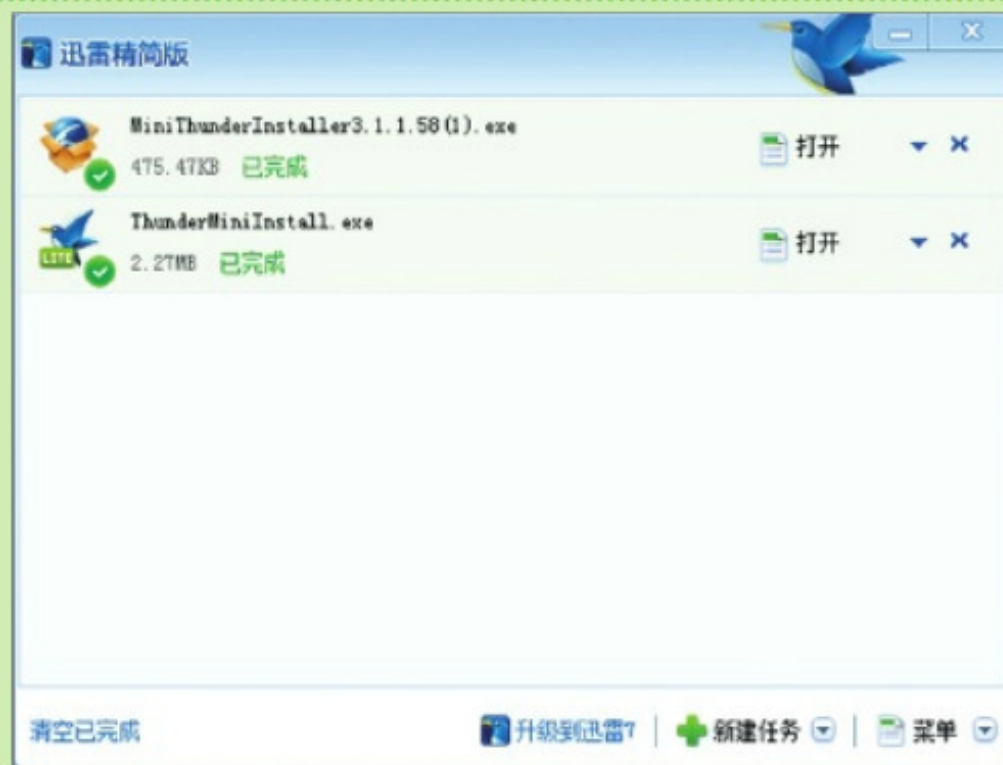 迅雷精简版
MiniThunderInstaller3.1.1.58(1).exe
打开
475.47KB 已完成
ThunderMiniInstall.exe
打开
LITE
2.27MB 已完成
清空已完成 升级到迅雷7 新建任务 菜单